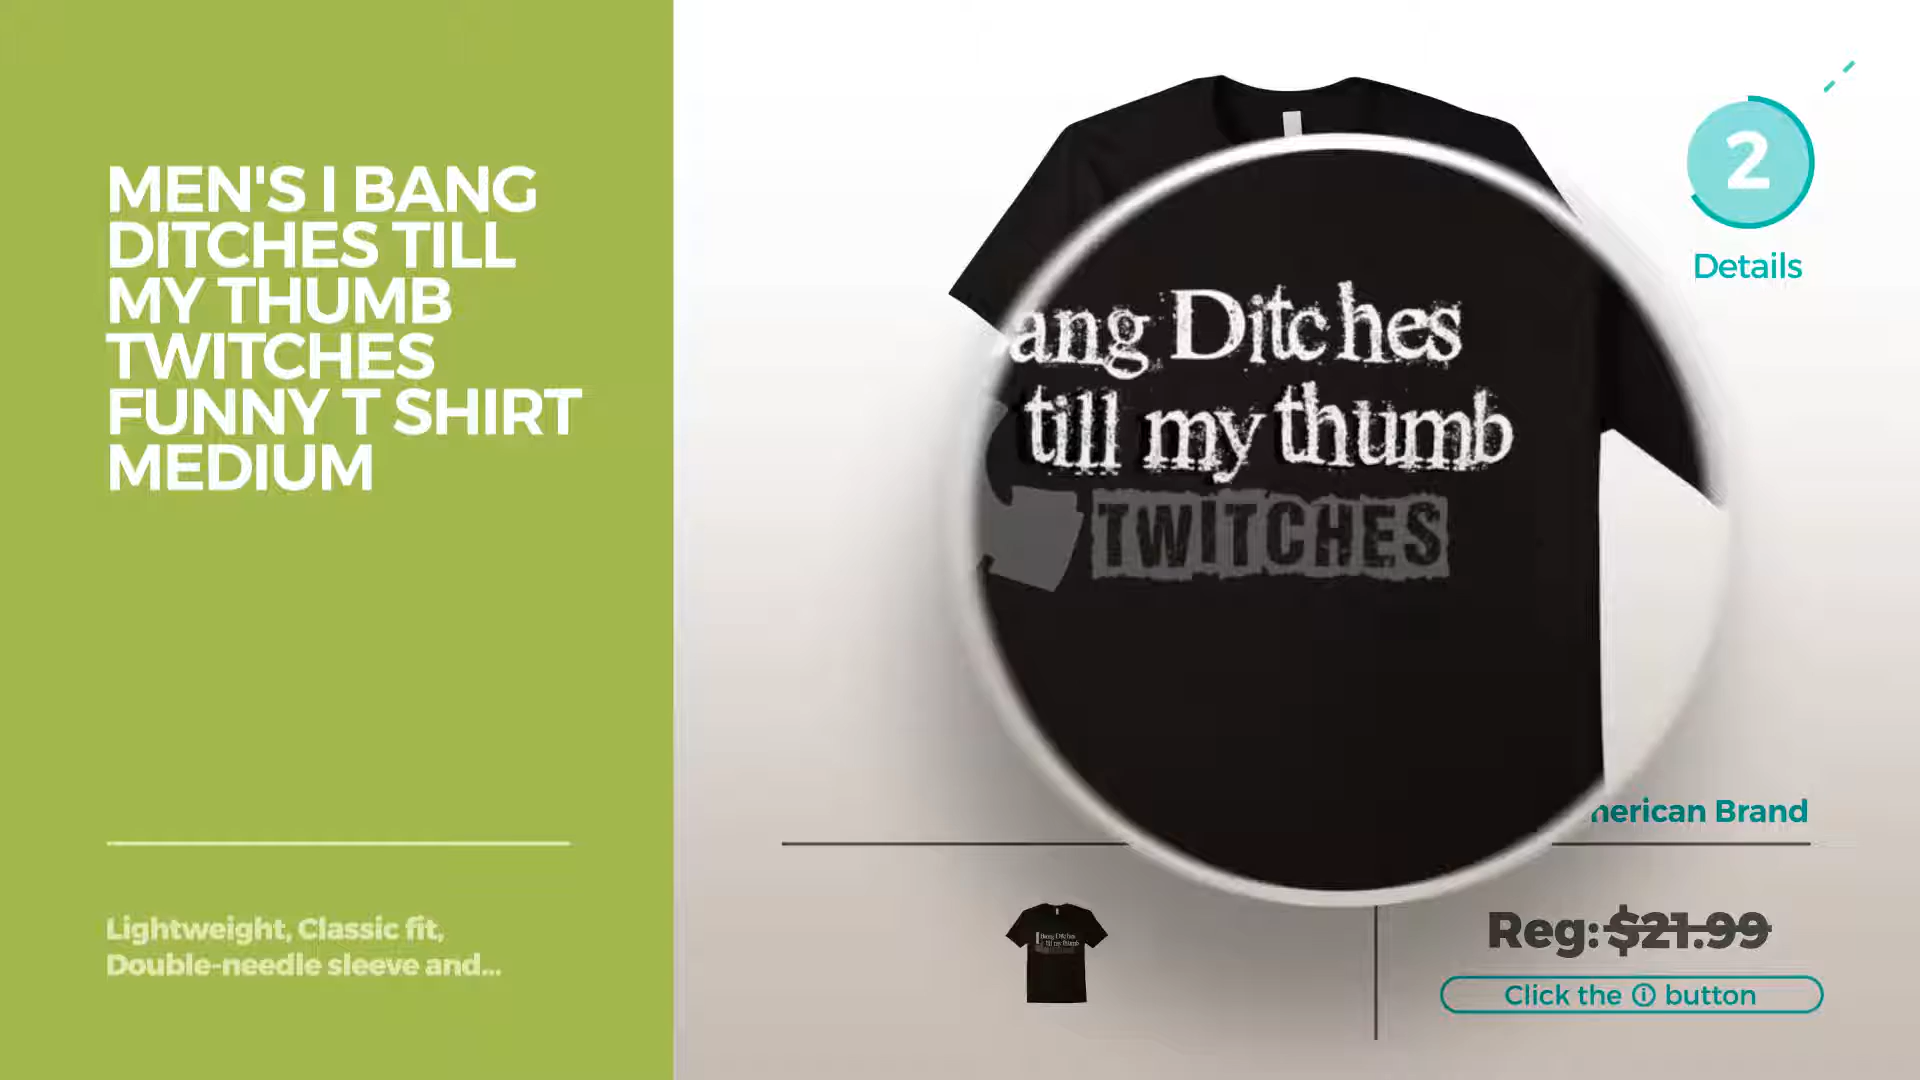 MEN'S I BANG
DITCHES TILL
MY THUMB
TWITCHES
FUNNY T SHIRT
MEDIUM
Lightweight, Classic fit,
Double-needle sleeve and...
ang Ditches
till my thumb
TWITCHES
2
Details
merican Brand
Reg: $21.99
Click the ⓘ button